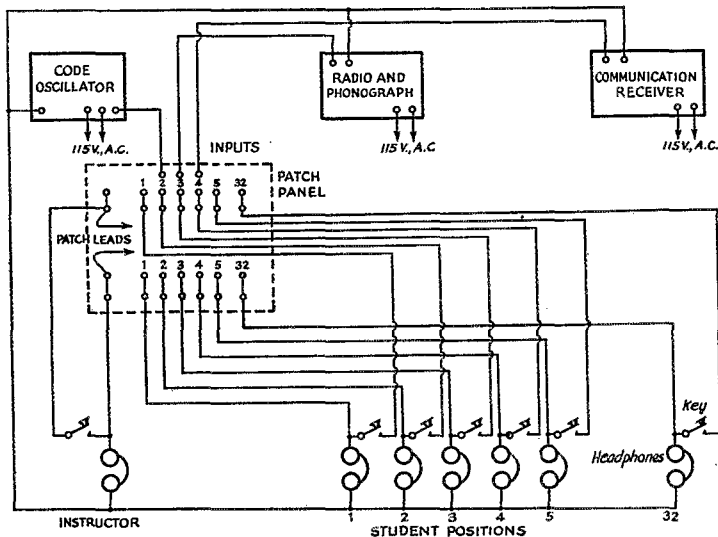 CODE
OSCILLATOR
115V., A.C.
RADIO AND
PHONOGRAPH
115V., A.C
COMMUNICATION
RECEIVER
115V., A.C.
INPUTS
PATCH
PANEL
1 2 3 4 5 32
PATCH LEADS
1 2 3 4 5 32
Key
Headphones
INSTRUCTOR
1 2 3 4 5 32
STUDENT POSITIONS